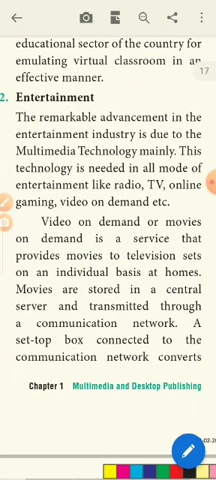 educational sector of the country for
emulating virtual classroom in an
effective manner.
17
2. Entertainment
The remarkable advancement in the
entertainment industry is due to the
Multimedia Technology mainly. This
technology is needed in all mode of
entertainment like radio, TV, online
gaming, video on demand etc.
Video on demand or movies
on demand is a service that
provides movies to television sets
on an individual basis at homes.
Movies are stored in a central
server and transmitted through
a communication network. A
set-top box connected to the
communication network converts
Chapter 1 Multimedia and Desktop Publishing